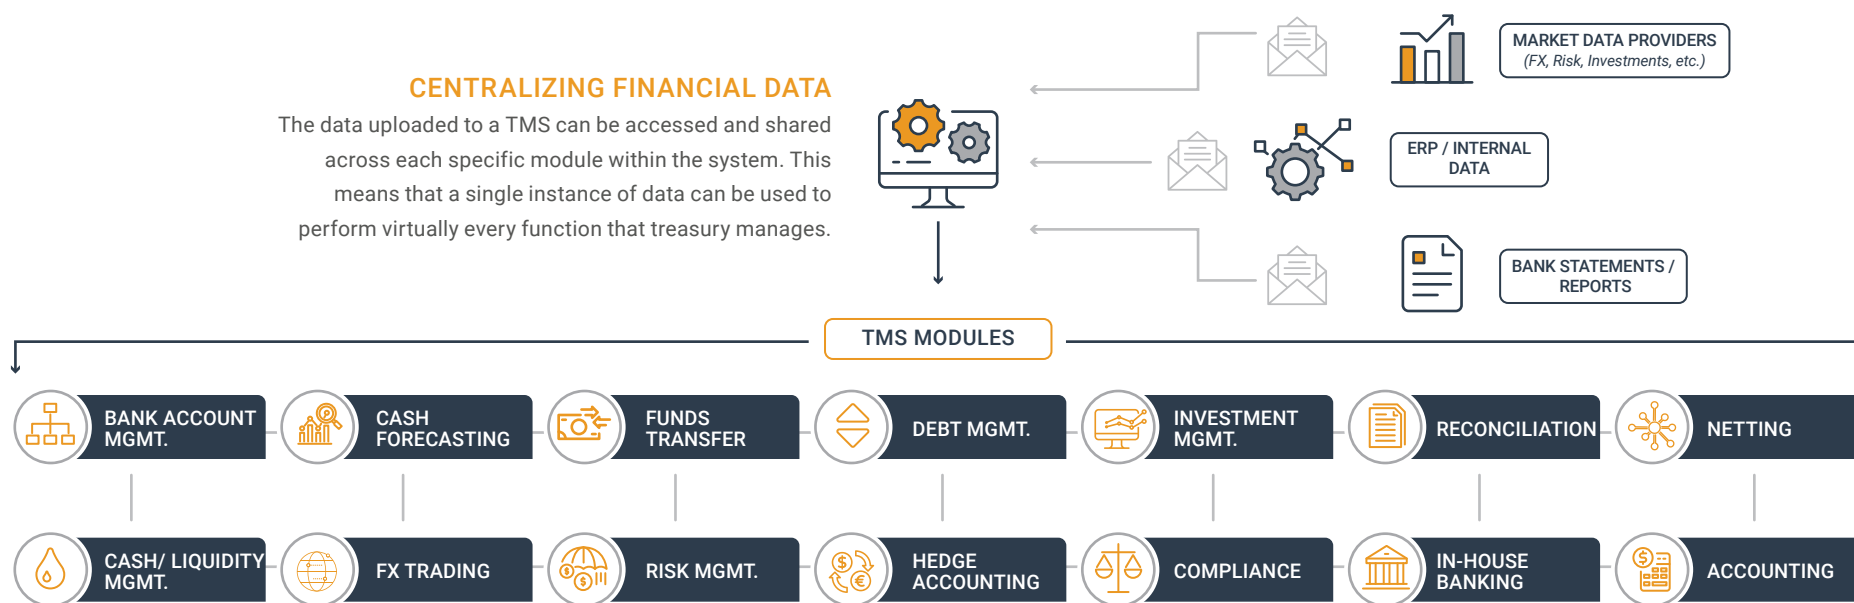 CENTRALIZING FINANCIAL DATA
The data uploaded to a TMS can be accessed and shared
across each specific module within the system. This
means that a single instance of data can be used to
perform virtually every function that treasury manages.
MARKET DATA PROVIDERS
(FX, Risk, Investments, etc.)
ERP / INTERNAL
DATA
BANK STATEMENTS /
REPORTS
TMS MODULES
BANK ACCOUNT
MGMT.
CASH
FORECASTING
FUNDS
TRANSFER
DEBT MGMT.
INVESTMENT
MGMT.
RECONCILIATION
NETTING
CASH/ LIQUIDITY
MGMT.
FX TRADING
RISK MGMT.
$
$
HEDGE
ACCOUNTING
$
€
COMPLIANCE
IN-HOUSE
BANKING
$
ACCOUNTING